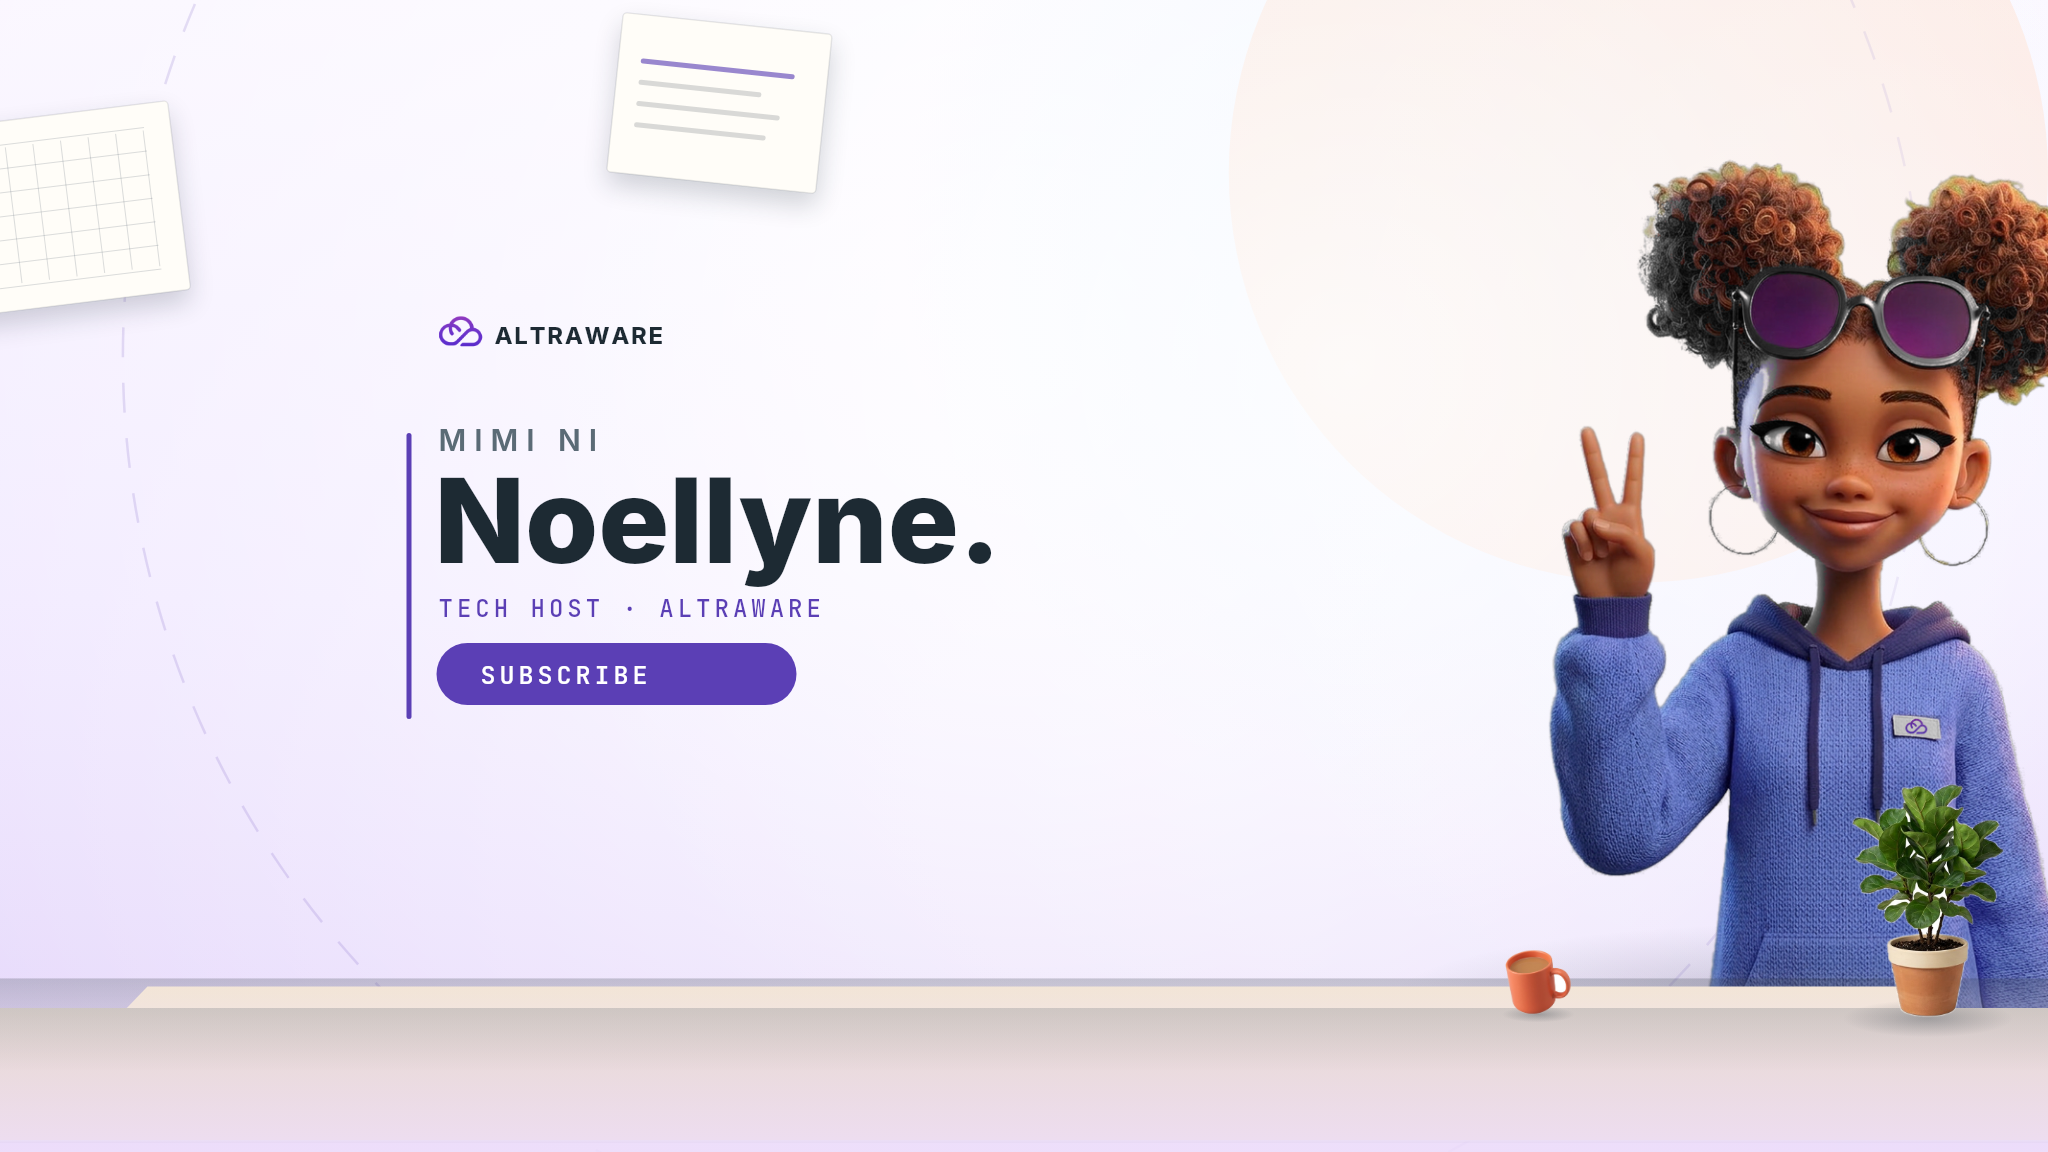 ALTRAWARE
MIMI NI
Noellyne.
TECH HOST · ALTRAWARE
SUBSCRIBE